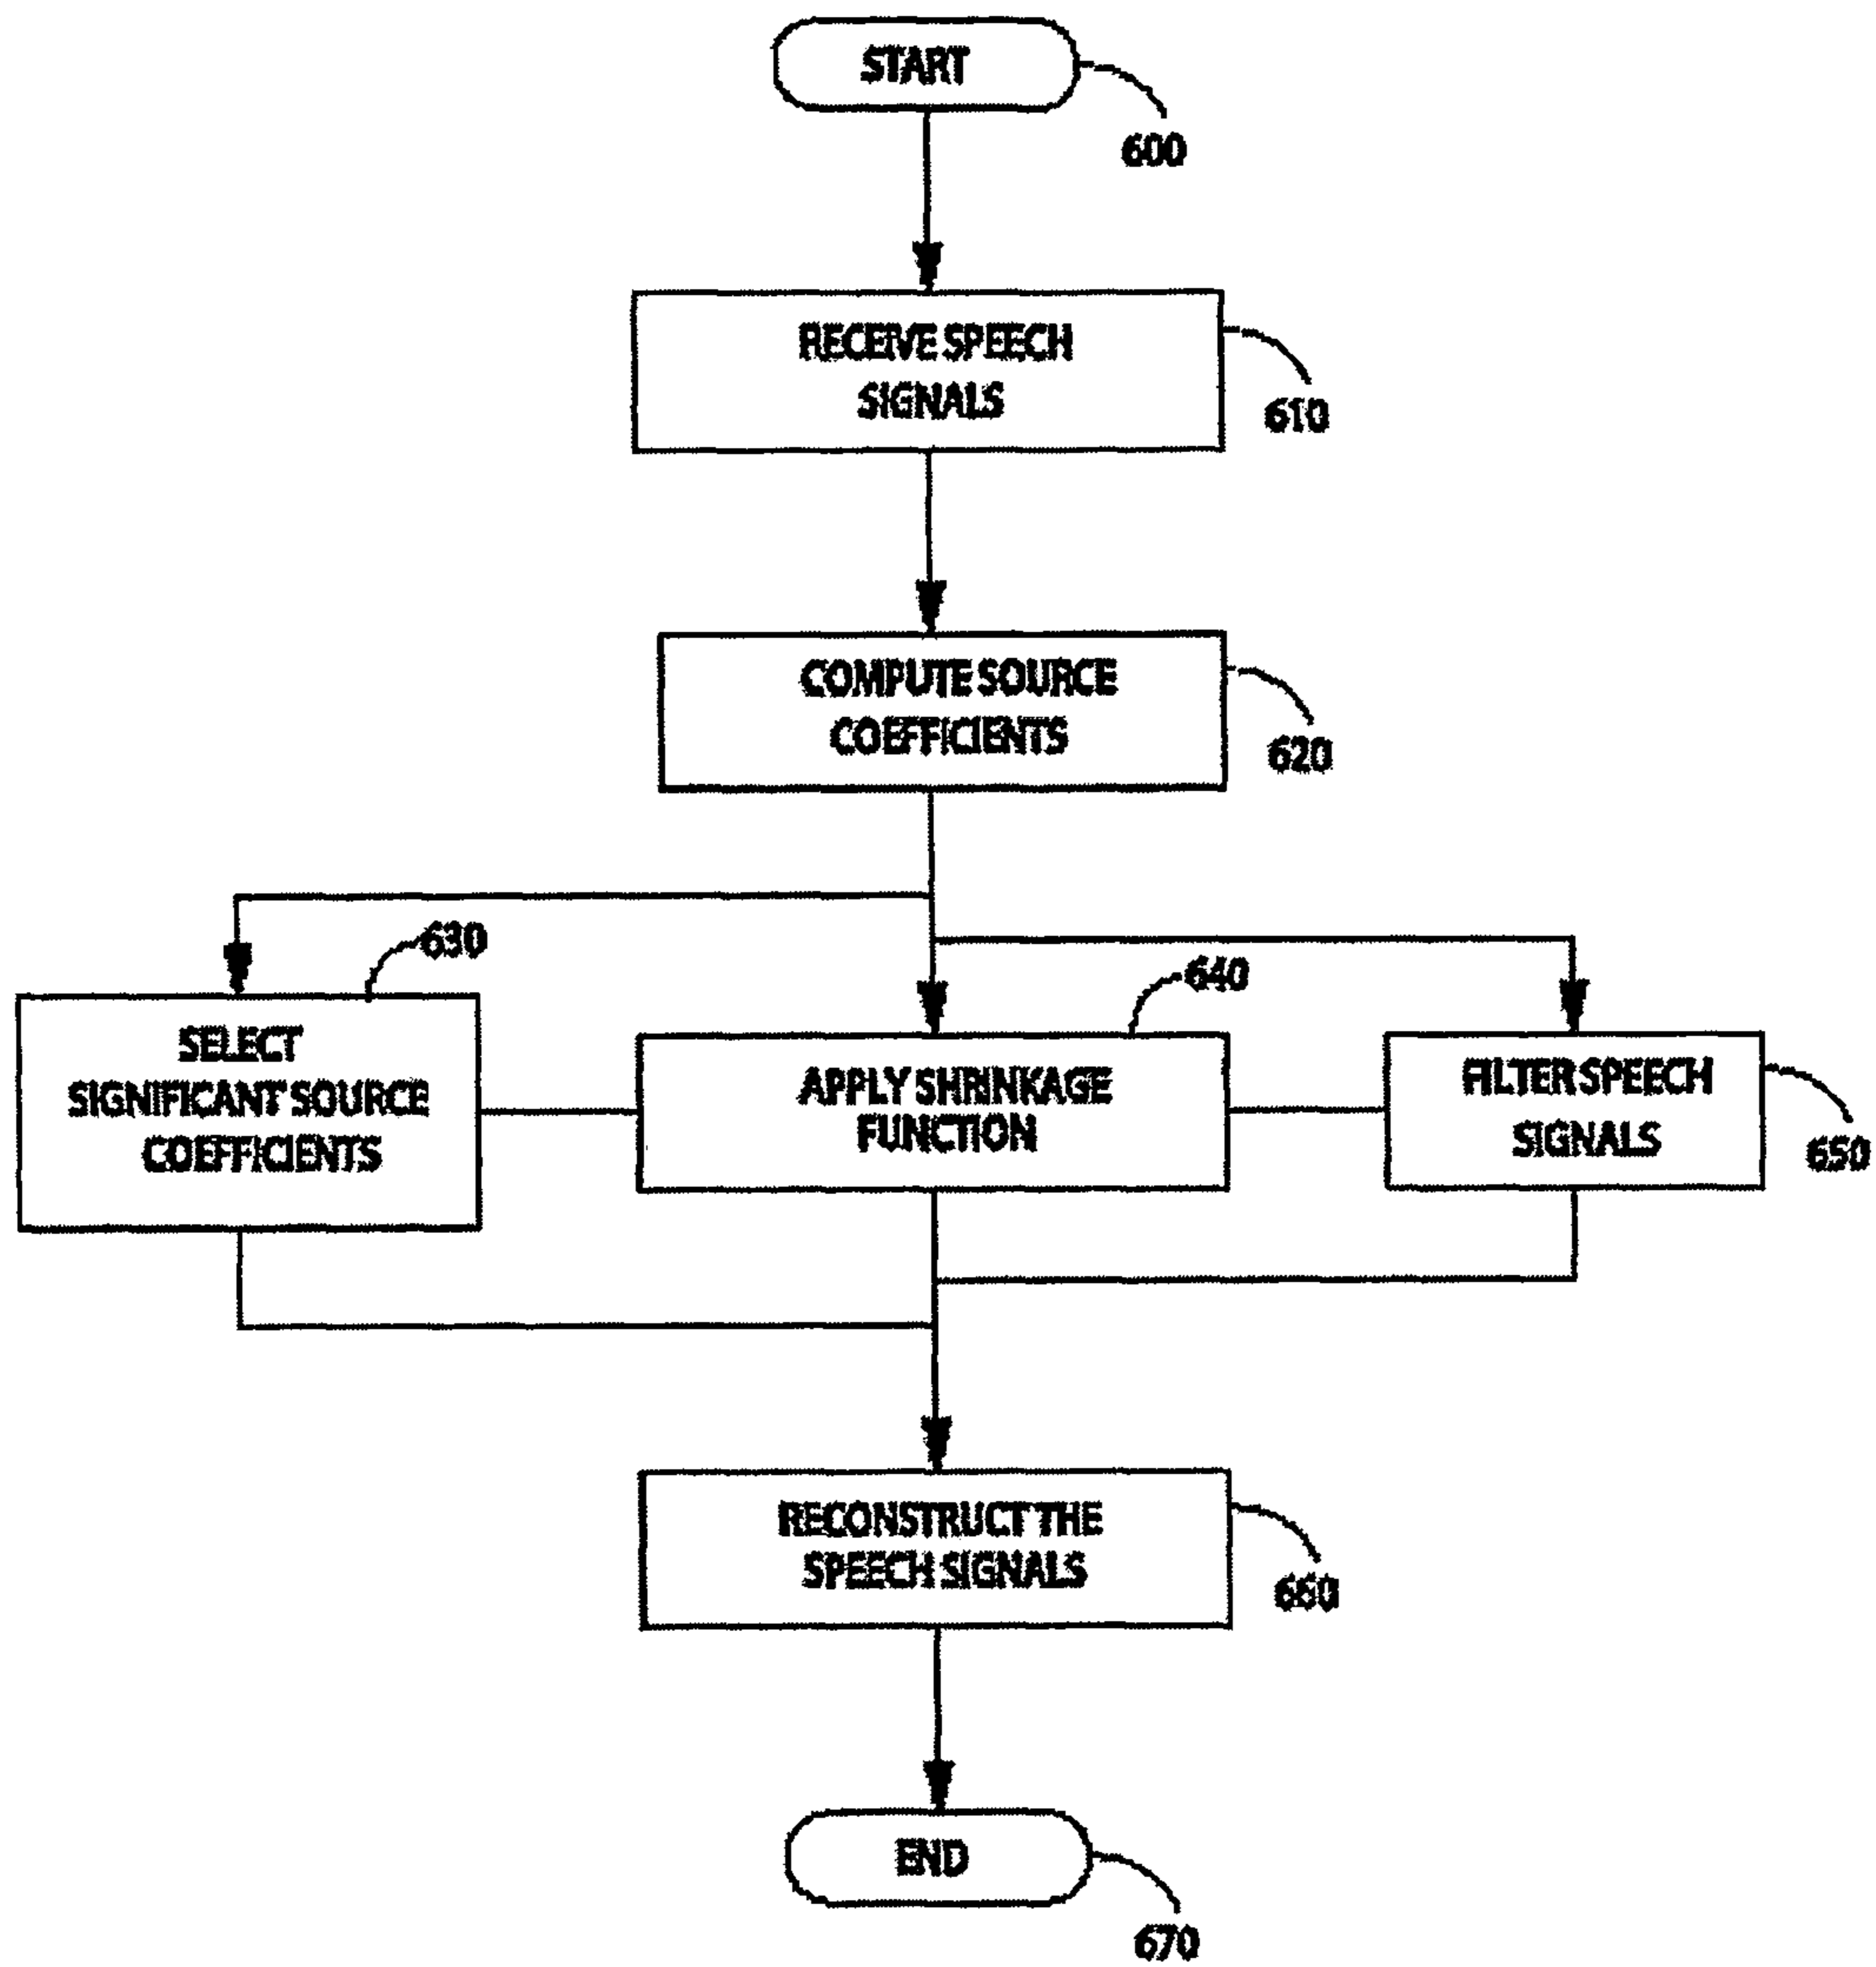 START
600
RECEIVE SPEECH
SIGNALS
610
COMPUTE SOURCE
COEFFICIENTS
620
630
SELECT
SIGNIFICANT SOURCE
COEFFICIENTS
640
APPLY SHRINKAGE
FUNCTION
FILTER SPEECH
SIGNALS
650
RECONSTRUCT THE
SPEECH SIGNALS
660
END
670